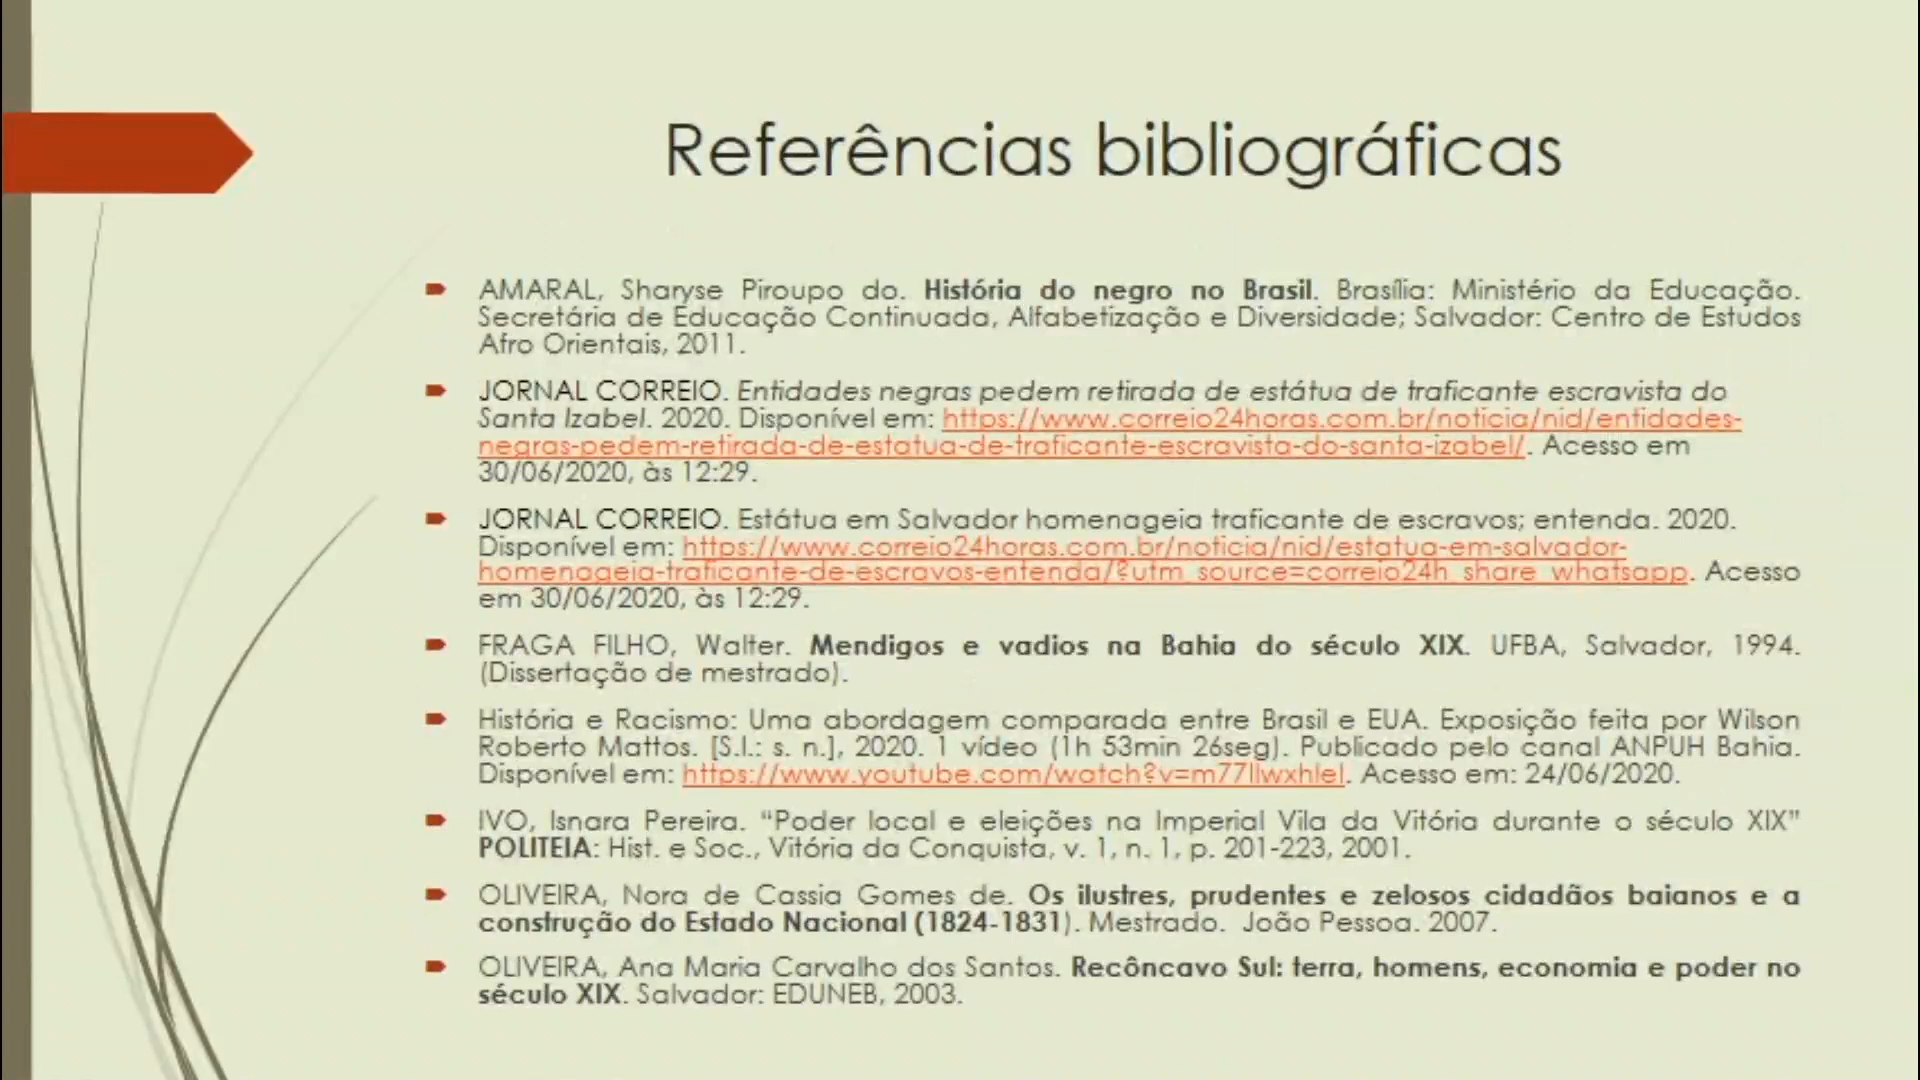 Referências bibliográficas
AMARAL, Sharyse Piroupo do. História do negro no Brasil. Brasília: Ministério da Educação.
Secretária de Educação Continuada, Alfabetização e Diversidade; Salvador: Centro de Estudos
Afro Orientais, 2011.
JORNAL CORREIO. Entidades negras pedem retirada de estátua de traficante escravista do
Santa Izabel. 2020. Disponível em: https://www.correio24horas.com.br/noticia/nid/entidades-
negras-pedem-retirada-de-estatua-de-traficante-escravista-do-santa-izabel/. Acesso em
30/06/2020, às 12:29.
JORNAL CORREIO. Estátua em Salvador homenageia traficante de escravos; entenda. 2020.
Disponível em: https://www.correio24horas.com.br/noticia/nid/estatua-em-salvador-
homenageia-traficante-de-escravos-entenda/?utm_source=correio24h_share_whatsapp. Acesso
em 30/06/2020, às 12:29.
FRAGA FILHO, Walter. Mendigos e vadios na Bahia do século XIX. UFBA, Salvador, 1994.
(Dissertação de mestrado).
História e Racismo: Uma abordagem comparada entre Brasil e EUA. Exposição feita por Wilson
Roberto Mattos. [S.l.: s. n.], 2020. 1 vídeo (1h 53min 26seg). Publicado pelo canal ANPUH Bahia.
Disponível em: https://www.youtube.com/watch?v=m77lIwxhleI. Acesso em: 24/06/2020.
IVO, Isnara Pereira. “Poder local e eleições na Imperial Vila da Vitória durante o século XIX”
POLITEIA: Hist. e Soc., Vitória da Conquista, v. 1, n. 1, p. 201-223, 2001.
OLIVEIRA, Nora de Cassia Gomes de. Os ilustres, prudentes e zelosos cidadãos baianos e a
construção do Estado Nacional (1824-1831). Mestrado. João Pessoa. 2007.
OLIVEIRA, Ana Maria Carvalho dos Santos. Recôncavo Sul: terra, homens, economia e poder no
século XIX. Salvador: EDUNEB, 2003.